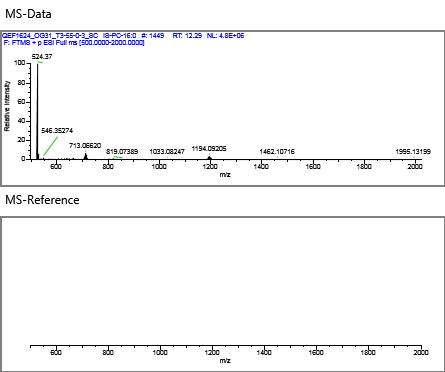 MS-Data
QEF1624_OG31_T3-55-0-3_SC IS-PC-16:0 #: 1449 RT: 12.29 NL: 4.8E+06
F: FTMS + p ESI Full ms [500.0000-2000.0000]
524.37
100
80
60
40
20
0
Relative Intensity
546.35274
713.06620
819.07389
1033.08247
1194.09205
1462.10716
1995.13199
600 800 1000 1200 1400 1600 1800 2000
m/z
MS-Reference
600 800 1000 1200 1400 1600 1800 2000
m/z